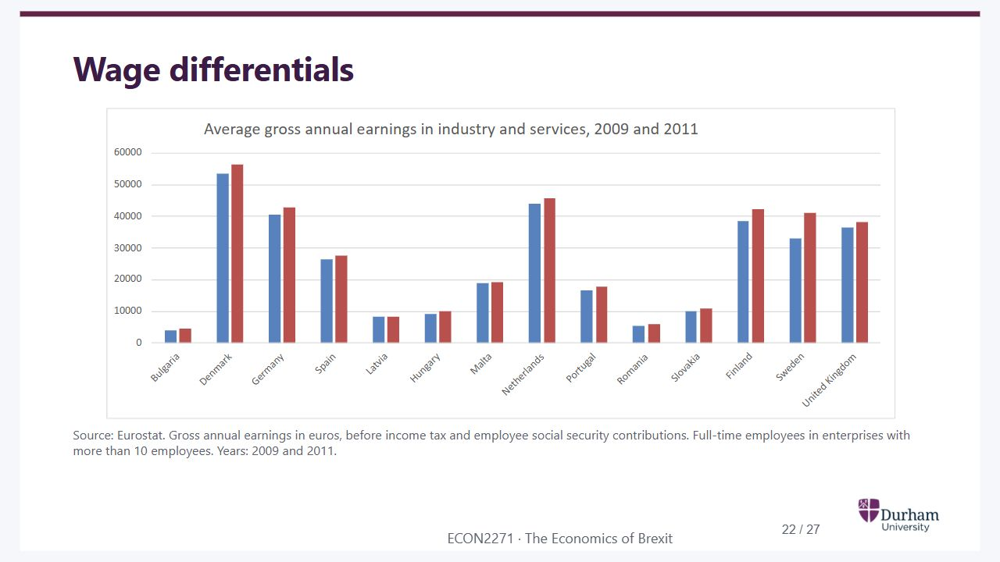 Wage differentials
Average gross annual earnings in industry and services, 2009 and 2011
60000
50000
40000
30000
20000
10000
0
Bulgaria
Denmark
Germany
Spain
Latvia
Hungary
Malta
Netherlands
Portugal
Romania
Slovakia
Finland
Sweden
United Kingdom
Source: Eurostat. Gross annual earnings in euros, before income tax and employee social security contributions. Full-time employees in enterprises with
more than 10 employees. Years: 2009 and 2011.
ECON2271 · The Economics of Brexit
22 / 27
Durham
University